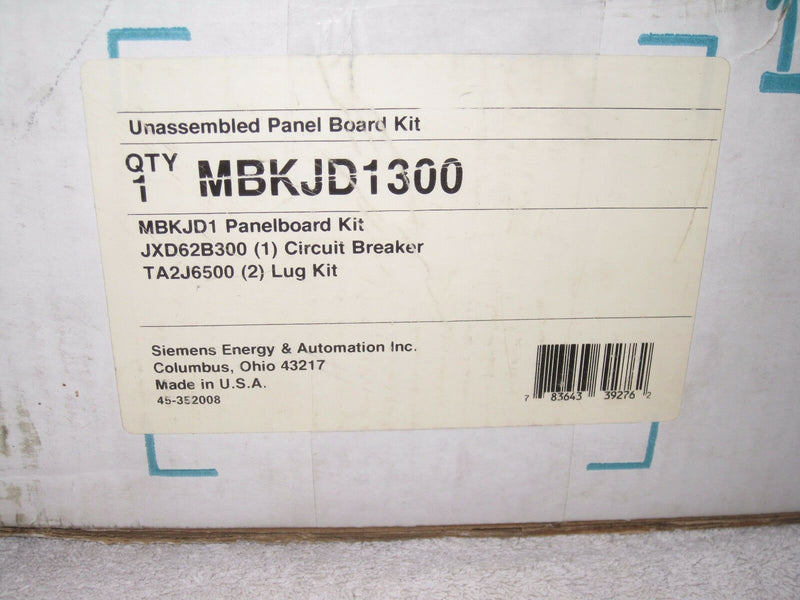 Unassembled Panel Board Kit
QTY
1 MBKJD1300
MBKJD1 Panelboard Kit
JXD62B300 (1) Circuit Breaker
TA2J6500 (2) Lug Kit
Siemens Energy & Automation Inc.
Columbus, Ohio 43217
Made in U.S.A.
45-352008
7 83643 39276 2